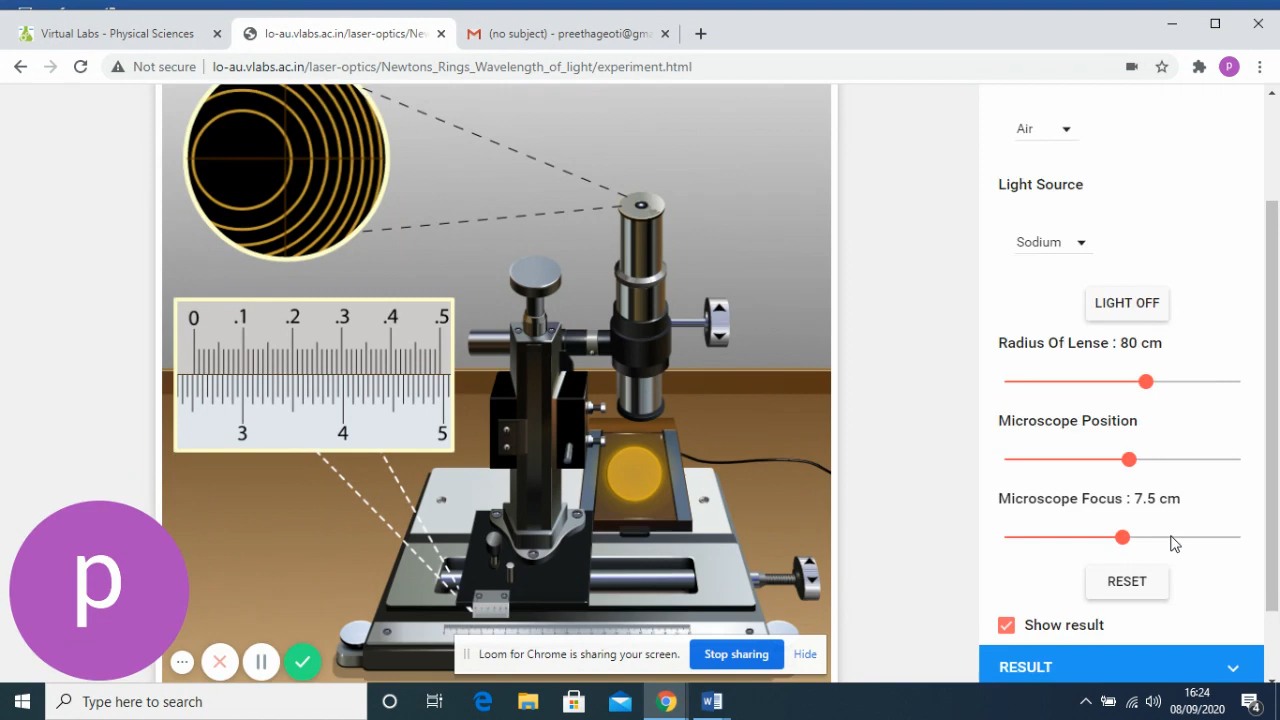 Virtual Labs - Physical Sciences
lo-au.vlabs.ac.in/laser-optics/Ne
(no subject) - preethageoti@gm
Not secure
lo-au.vlabs.ac.in/laser-optics/Newtons_Rings_Wavelength_of_light/experiment.html
p
Air
Light Source
Sodium
LIGHT OFF
Radius Of Lense : 80 cm
Microscope Position
Microscope Focus : 7.5 cm
RESET
Show result
RESULT
0 .1 .2 .3 .4 .5
3 4 5
p
Loom for Chrome is sharing your screen.
Stop sharing
Hide
Type here to search
16:24
08/09/2020
4